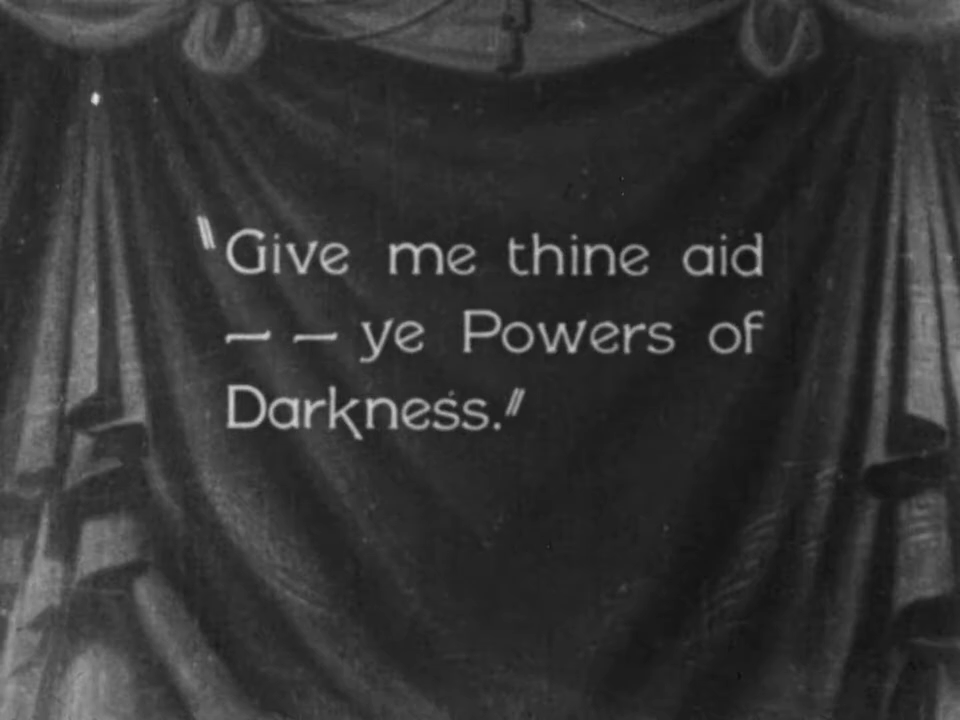 "Give me thine aid
— — ye Powers of
Darkness."